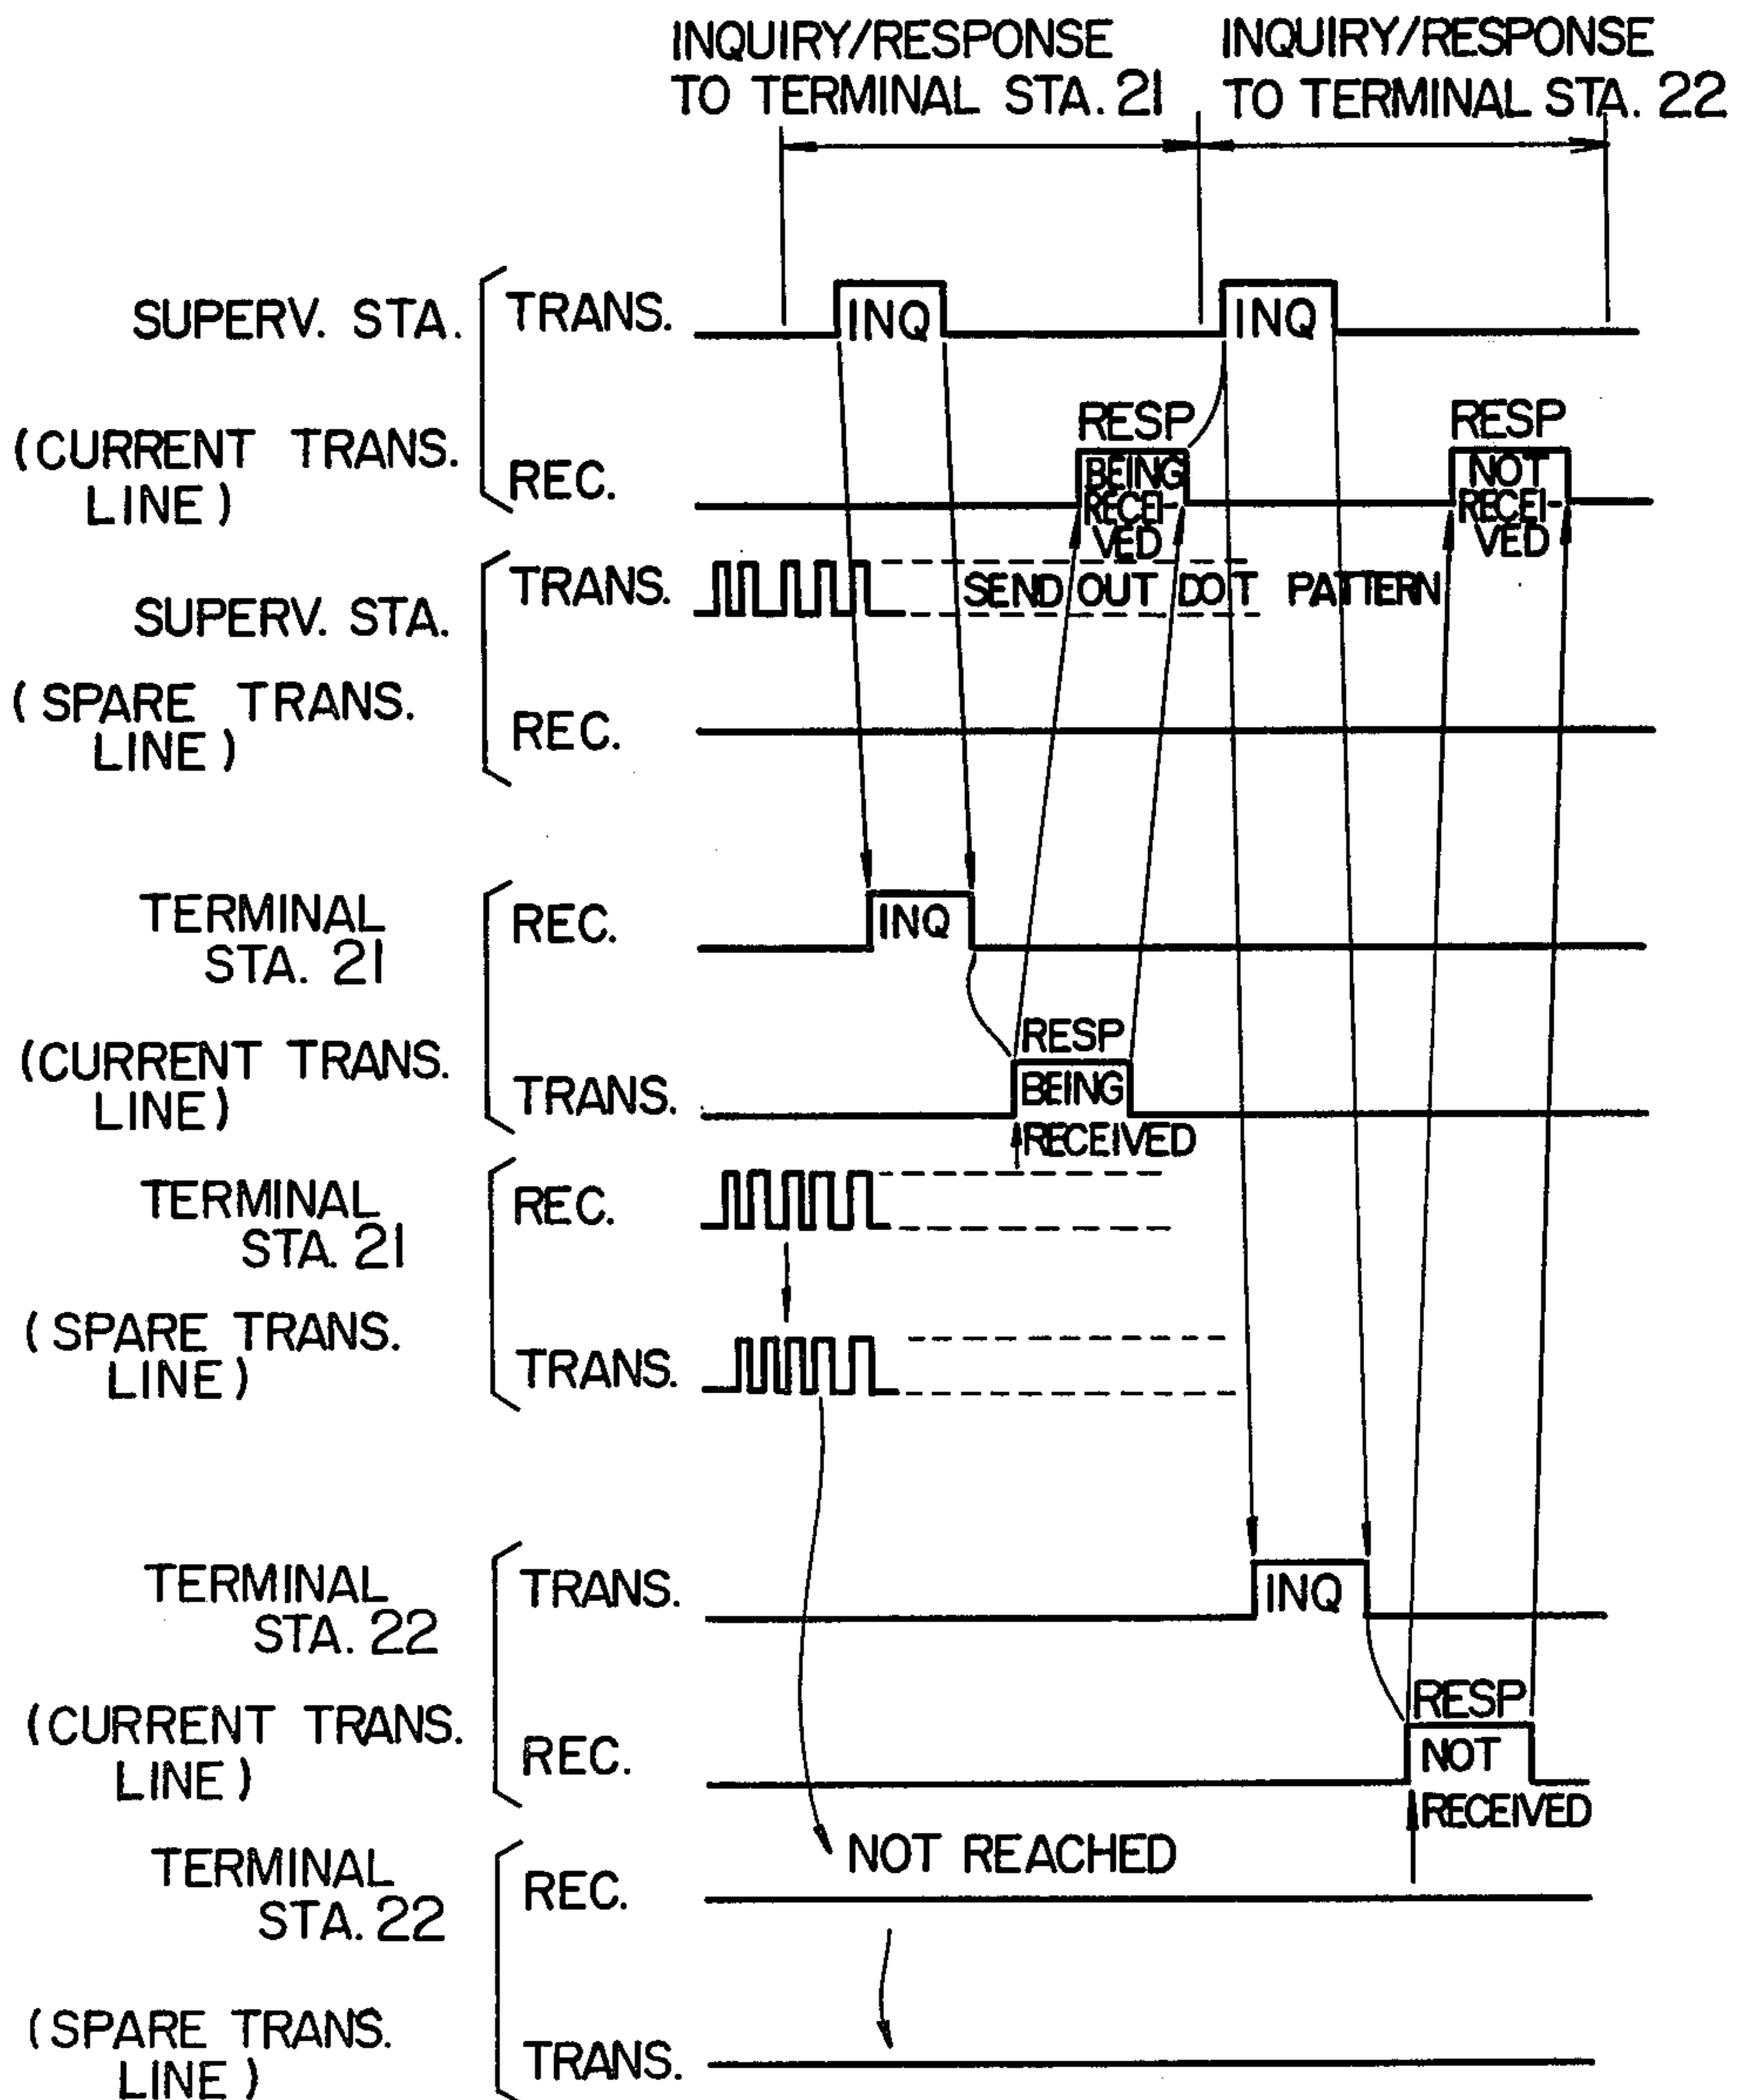 INQUIRY/RESPONSE
TO TERMINAL STA. 21
INQUIRY/RESPONSE
TO TERMINAL STA. 22
SUPERV. STA.
TRANS.
INQ
INQ
(CURRENT TRANS.
LINE)
REC.
RESP
BEING
RECEI-
VED
RESP
NOT
RECEI-
VED
SUPERV. STA.
TRANS.
SEND OUT DOT PATTERN
(SPARE TRANS.
LINE)
REC.
TERMINAL
STA. 21
REC.
INQ
(CURRENT TRANS.
LINE)
TRANS.
RESP
BEING
RECEIVED
TERMINAL
STA. 21
REC.
(SPARE TRANS.
LINE)
TRANS.
TERMINAL
STA. 22
TRANS.
INQ
(CURRENT TRANS.
LINE)
REC.
RESP
NOT
RECEIVED
TERMINAL
STA. 22
REC.
NOT REACHED
(SPARE TRANS.
LINE)
TRANS.